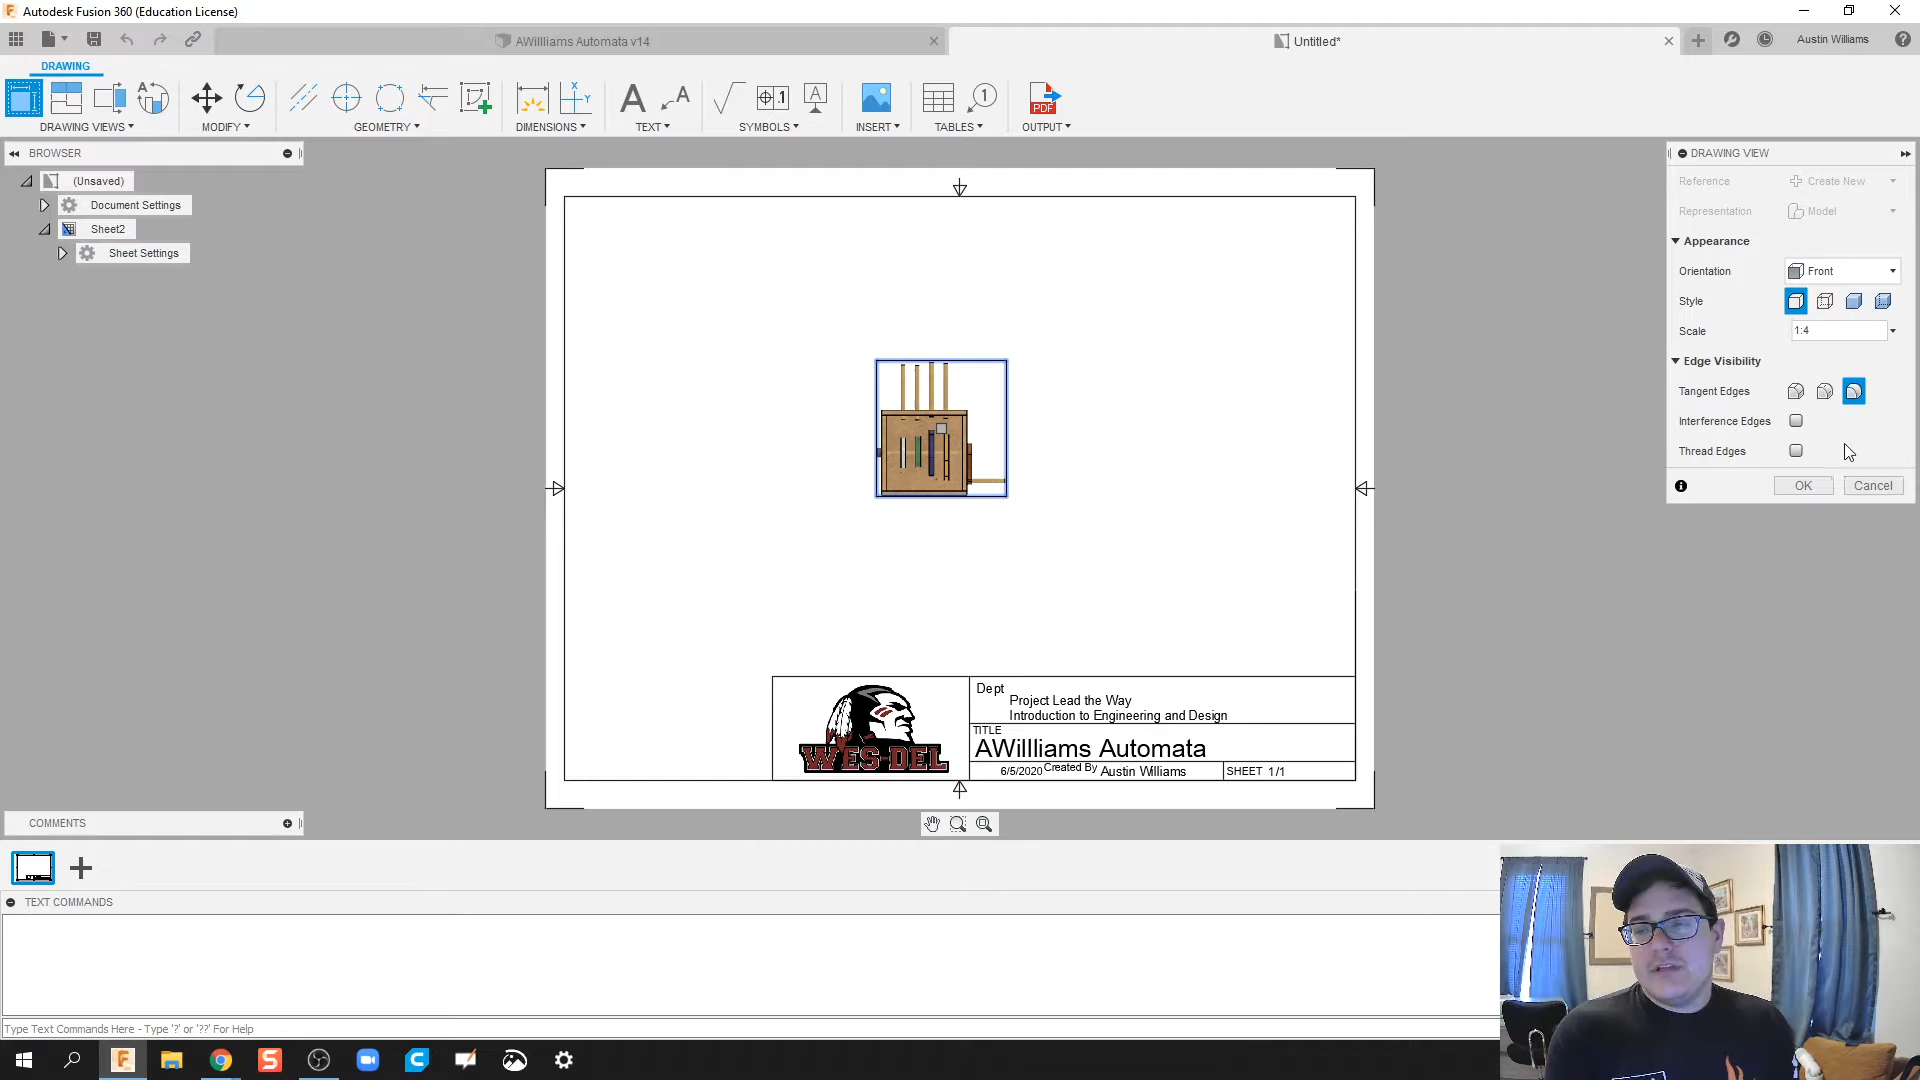 Autodesk Fusion 360 (Education License)
AWillliams Automata v14
Untitled*
Austin Williams
DRAWING
DRAWING VIEWS
MODIFY
GEOMETRY
DIMENSIONS
TEXT
SYMBOLS
INSERT
TABLES
OUTPUT
BROWSER
(Unsaved)
Document Settings
Sheet2
Sheet Settings
DRAWING VIEW
Reference
Create New
Representation
Model
Appearance
Orientation
Front
Style
Scale
1:4
Edge Visibility
Tangent Edges
Interference Edges
Thread Edges
OK
Cancel
WES-DEL
Dept
Project Lead the Way
Introduction to Engineering and Design
TITLE
AWillliams Automata
6/5/2020 Created By Austin Williams
SHEET 1/1
COMMENTS
TEXT COMMANDS
Type Text Commands Here - Type '?' or '??' For Help